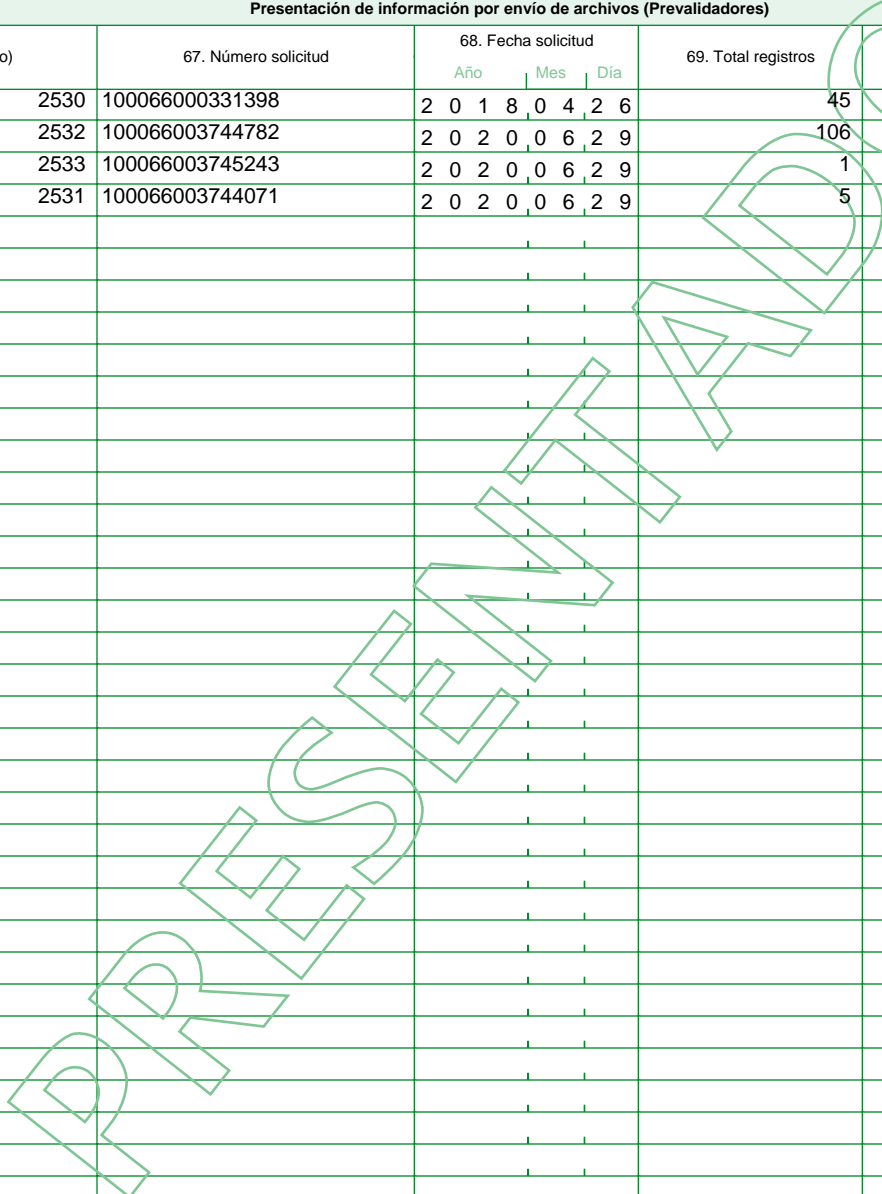 Presentación de información por envío de archivos (Prevalidadores)
o) 67. Número solicitud 68. Fecha solicitud 69. Total registros
Año Mes Día
2530 100066000331398 2 0 1 8 0 4 2 6 45
2532 100066003744782 2 0 2 0 0 6 2 9 106
2533 100066003745243 2 0 2 0 0 6 2 9 1
2531 100066003744071 2 0 2 0 0 6 2 9 5
PRESENTADO